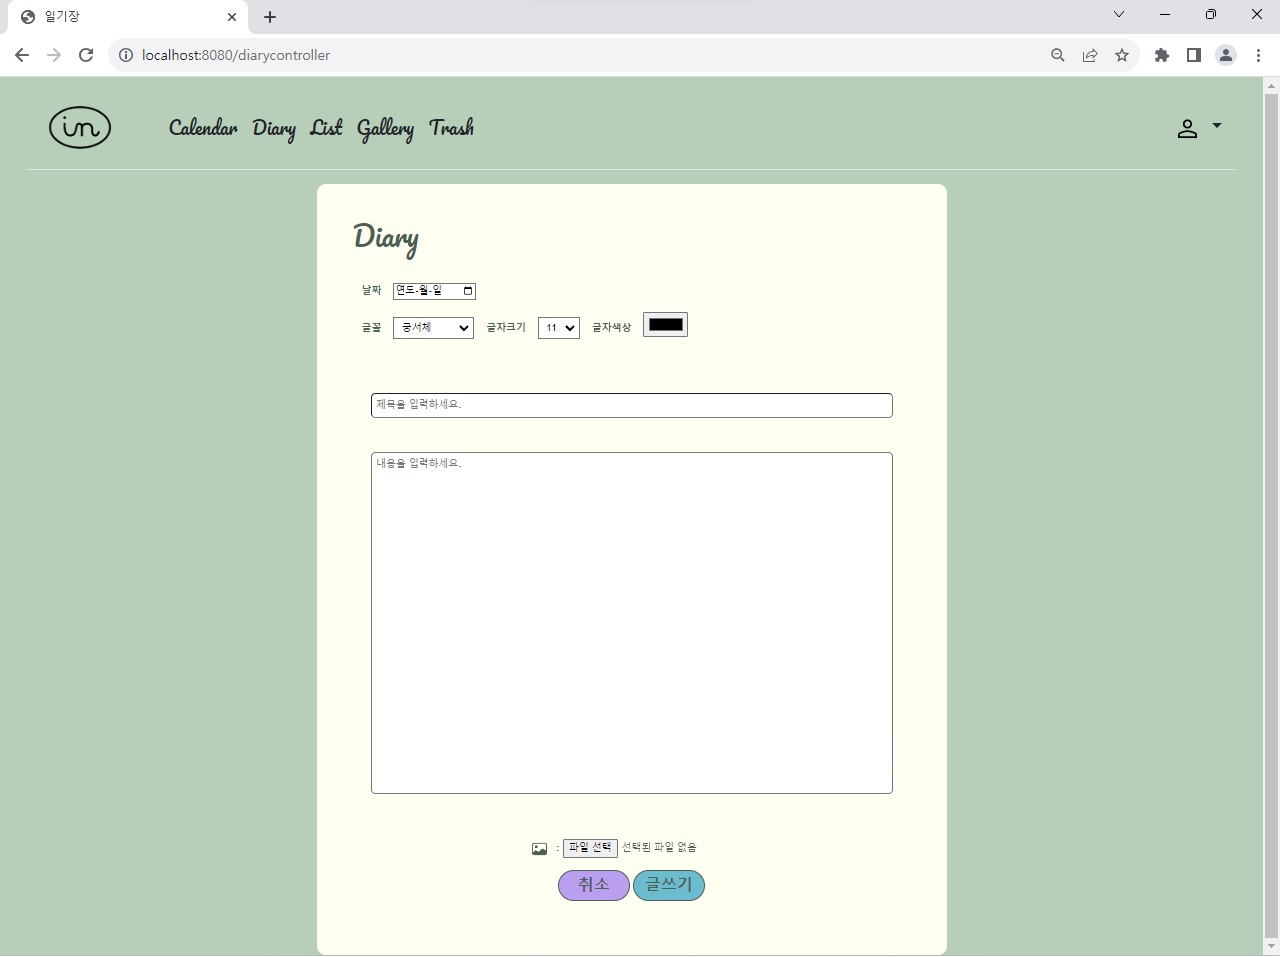 일기장
localhost:8080/diarycontroller
in
Calendar Diary List Gallery Trash
Diary
날짜 연도-월-일
글꼴 궁서체 글자크기 11 글자색상
제목을 입력하세요.
내용을 입력하세요.
: 파일 선택 선택된 파일 없음
취소 글쓰기